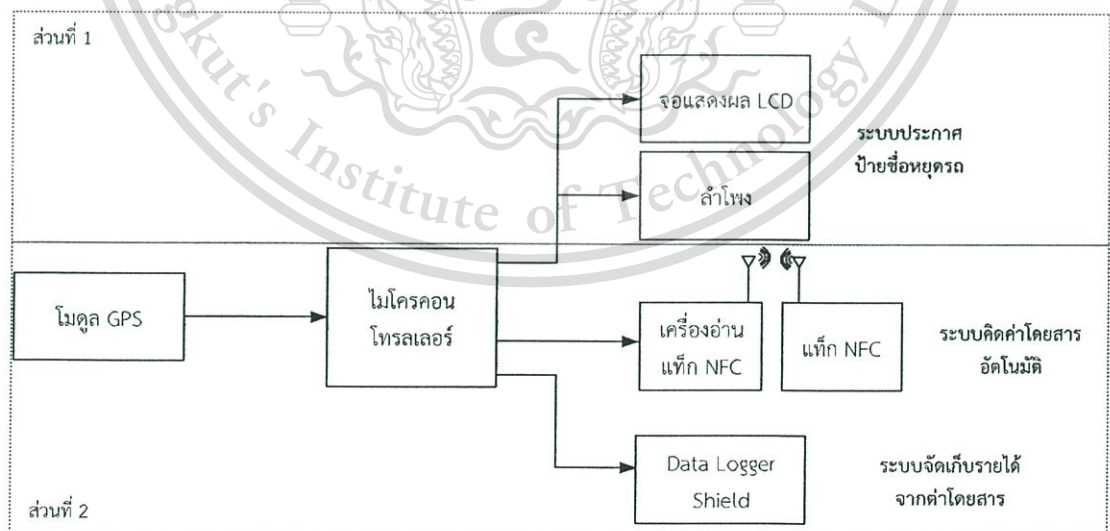 ส่วนที่ 1
จอแสดงผล LCD
ลำโพง
ระบบประกาศ
ป้ายชื่อหยุดรถ
โมดูล GPS
ไมโครคอน
โทรลเลอร์
เครื่องอ่าน
แท็ก NFC
แท็ก NFC
ระบบคิดค่าโดยสาร
อัตโนมัติ
Data Logger
Shield
ระบบจัดเก็บรายได้
จากค่าโดยสาร
ส่วนที่ 2
gkut's Institute of Technology